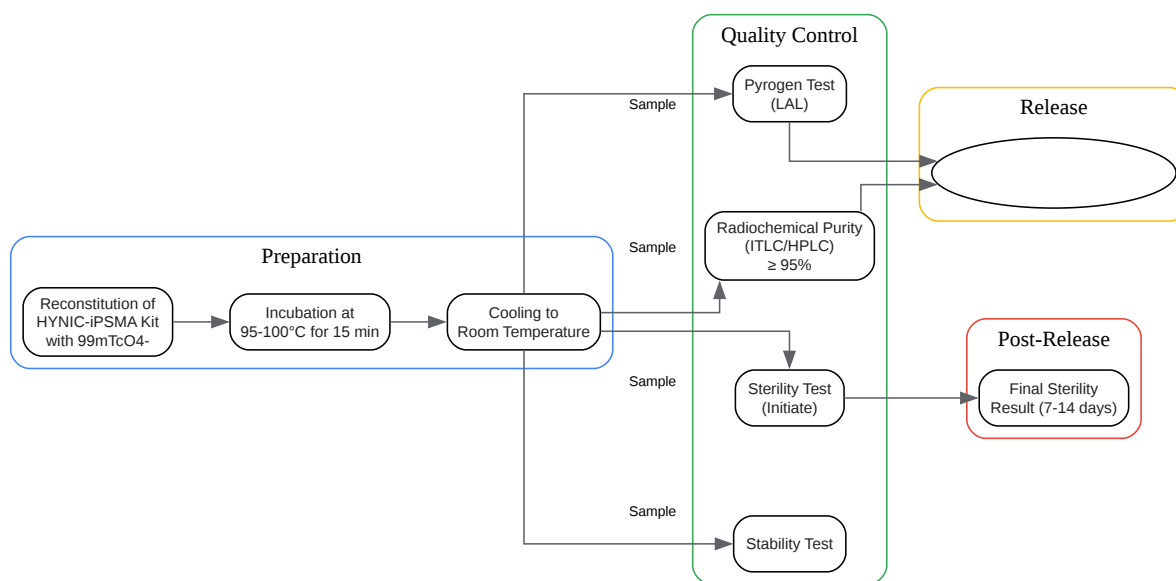 Preparation
Reconstitution of
HYNIC-iPSMA Kit
with 99mTcO4-
Incubation at
95-100°C for 15 min
Cooling to
Room Temperature
Sample
Sample
Sample
Sample
Quality Control
Pyrogen Test
(LAL)
Radiochemical Purity
(ITLC/HPLC)
≥ 95%
Sterility Test
(Initiate)
Stability Test
Release
Post-Release
Final Sterility
Result (7-14 days)